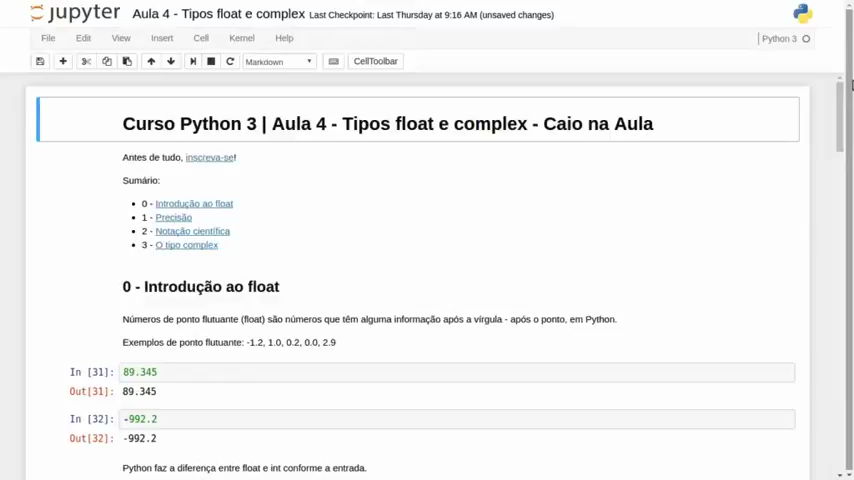 jupyter Aula 4 - Tipos float e complex Last Checkpoint: Last Thursday at 9:16 AM (unsaved changes)
File Edit View Insert Cell Kernel Help Python 3
Markdown CellToolbar
Curso Python 3 | Aula 4 - Tipos float e complex - Caio na Aula
Antes de tudo, inscreva-se!
Sumário:
0 - Introdução ao float
1 - Precisão
2 - Notação científica
3 - O tipo complex
0 - Introdução ao float
Números de ponto flutuante (float) são números que têm alguma informação após a vírgula - após o ponto, em Python.
Exemplos de ponto flutuante: -1.2, 1.0, 0.2, 0.0, 2.9
In [31]: 89.345
Out[31]: 89.345
In [32]: -992.2
Out[32]: -992.2
Python faz a diferença entre float e int conforme a entrada.